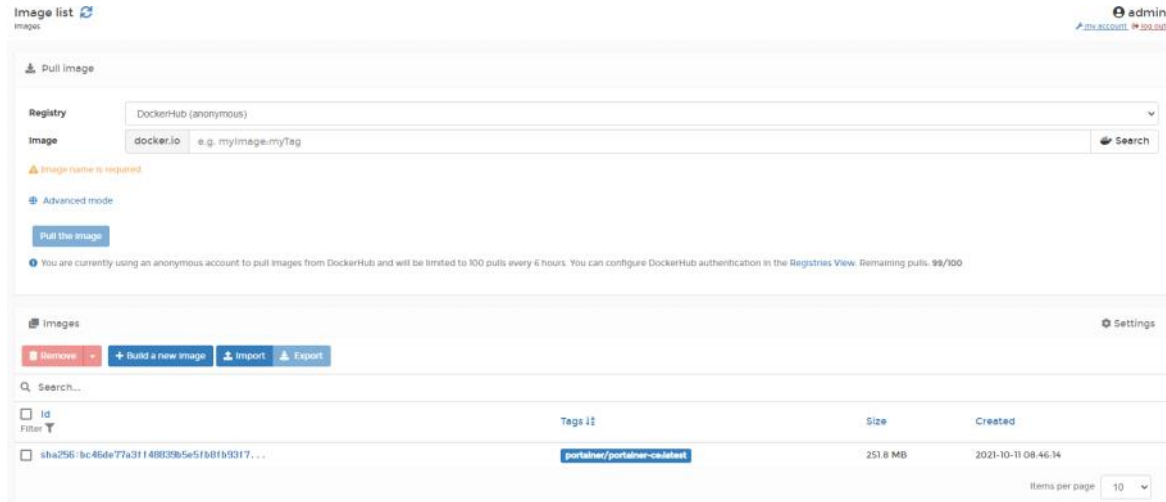 Image list
Images
admin
my account log out
Pull image
Registry DockerHub (anonymous)
Image docker.io e.g. myImage:myTag Search
Image name is required.
Advanced mode
Pull the image
You are currently using an anonymous account to pull images from DockerHub and will be limited to 100 pulls every 6 hours. You can configure DockerHub authentication in the Registries View. Remaining pulls: 99/100
Images Settings
Remove + Build a new image Import Export
Search...
Id Tags Size Created
Filter
sha256:bc46de77a3ff48839b5e5fb8fb93f7... portainer/portainer-ce:latest 251.8 MB 2021-10-11 08:46:14
Items per page 10